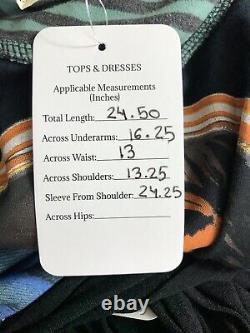 TOPS & DRESSES
Applicable Measurements
(Inches)
Total Length: 24.50
Across Underarms: 16.25
Across Waist: 13
Across Shoulders: 13.25
Sleeve From Shoulder: 24.25
Across Hips:
ebay